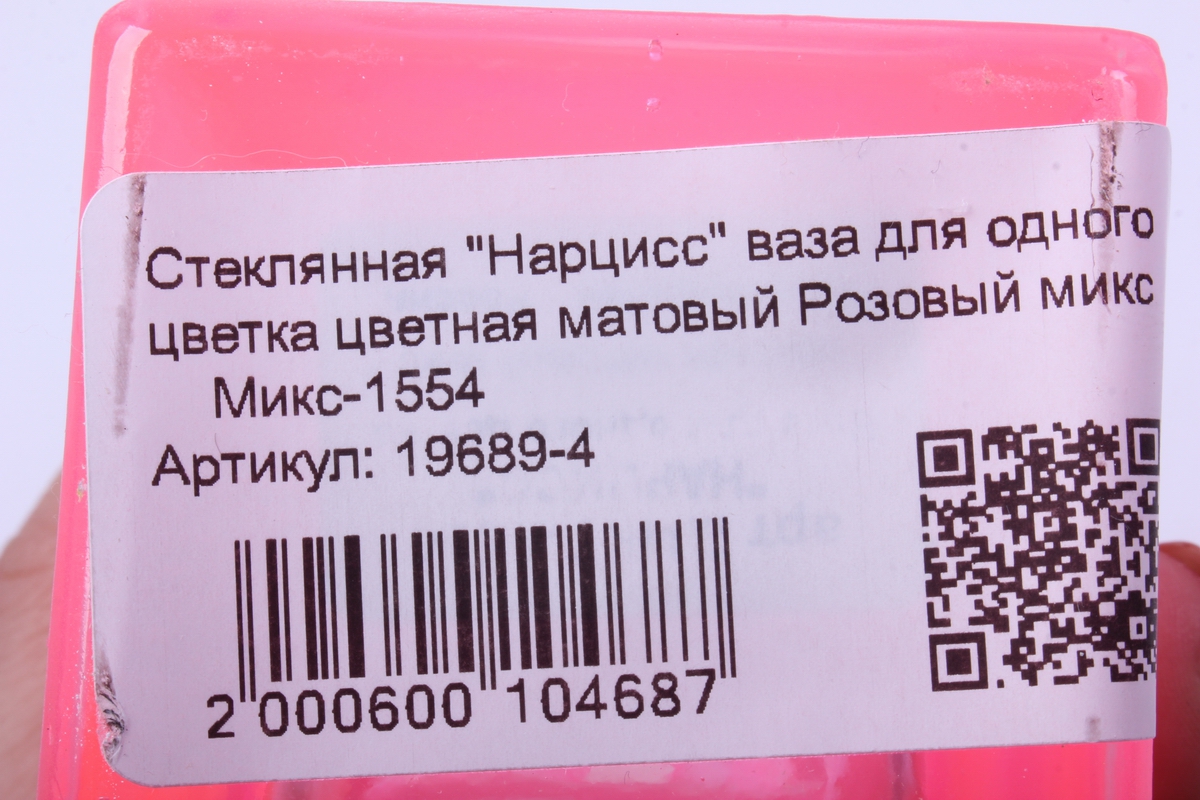 Стеклянная "Нарцисс" ваза для одного
цветка цветная матовый Розовый микс
Микс-1554
Артикул: 19689-4
2 000600 104687